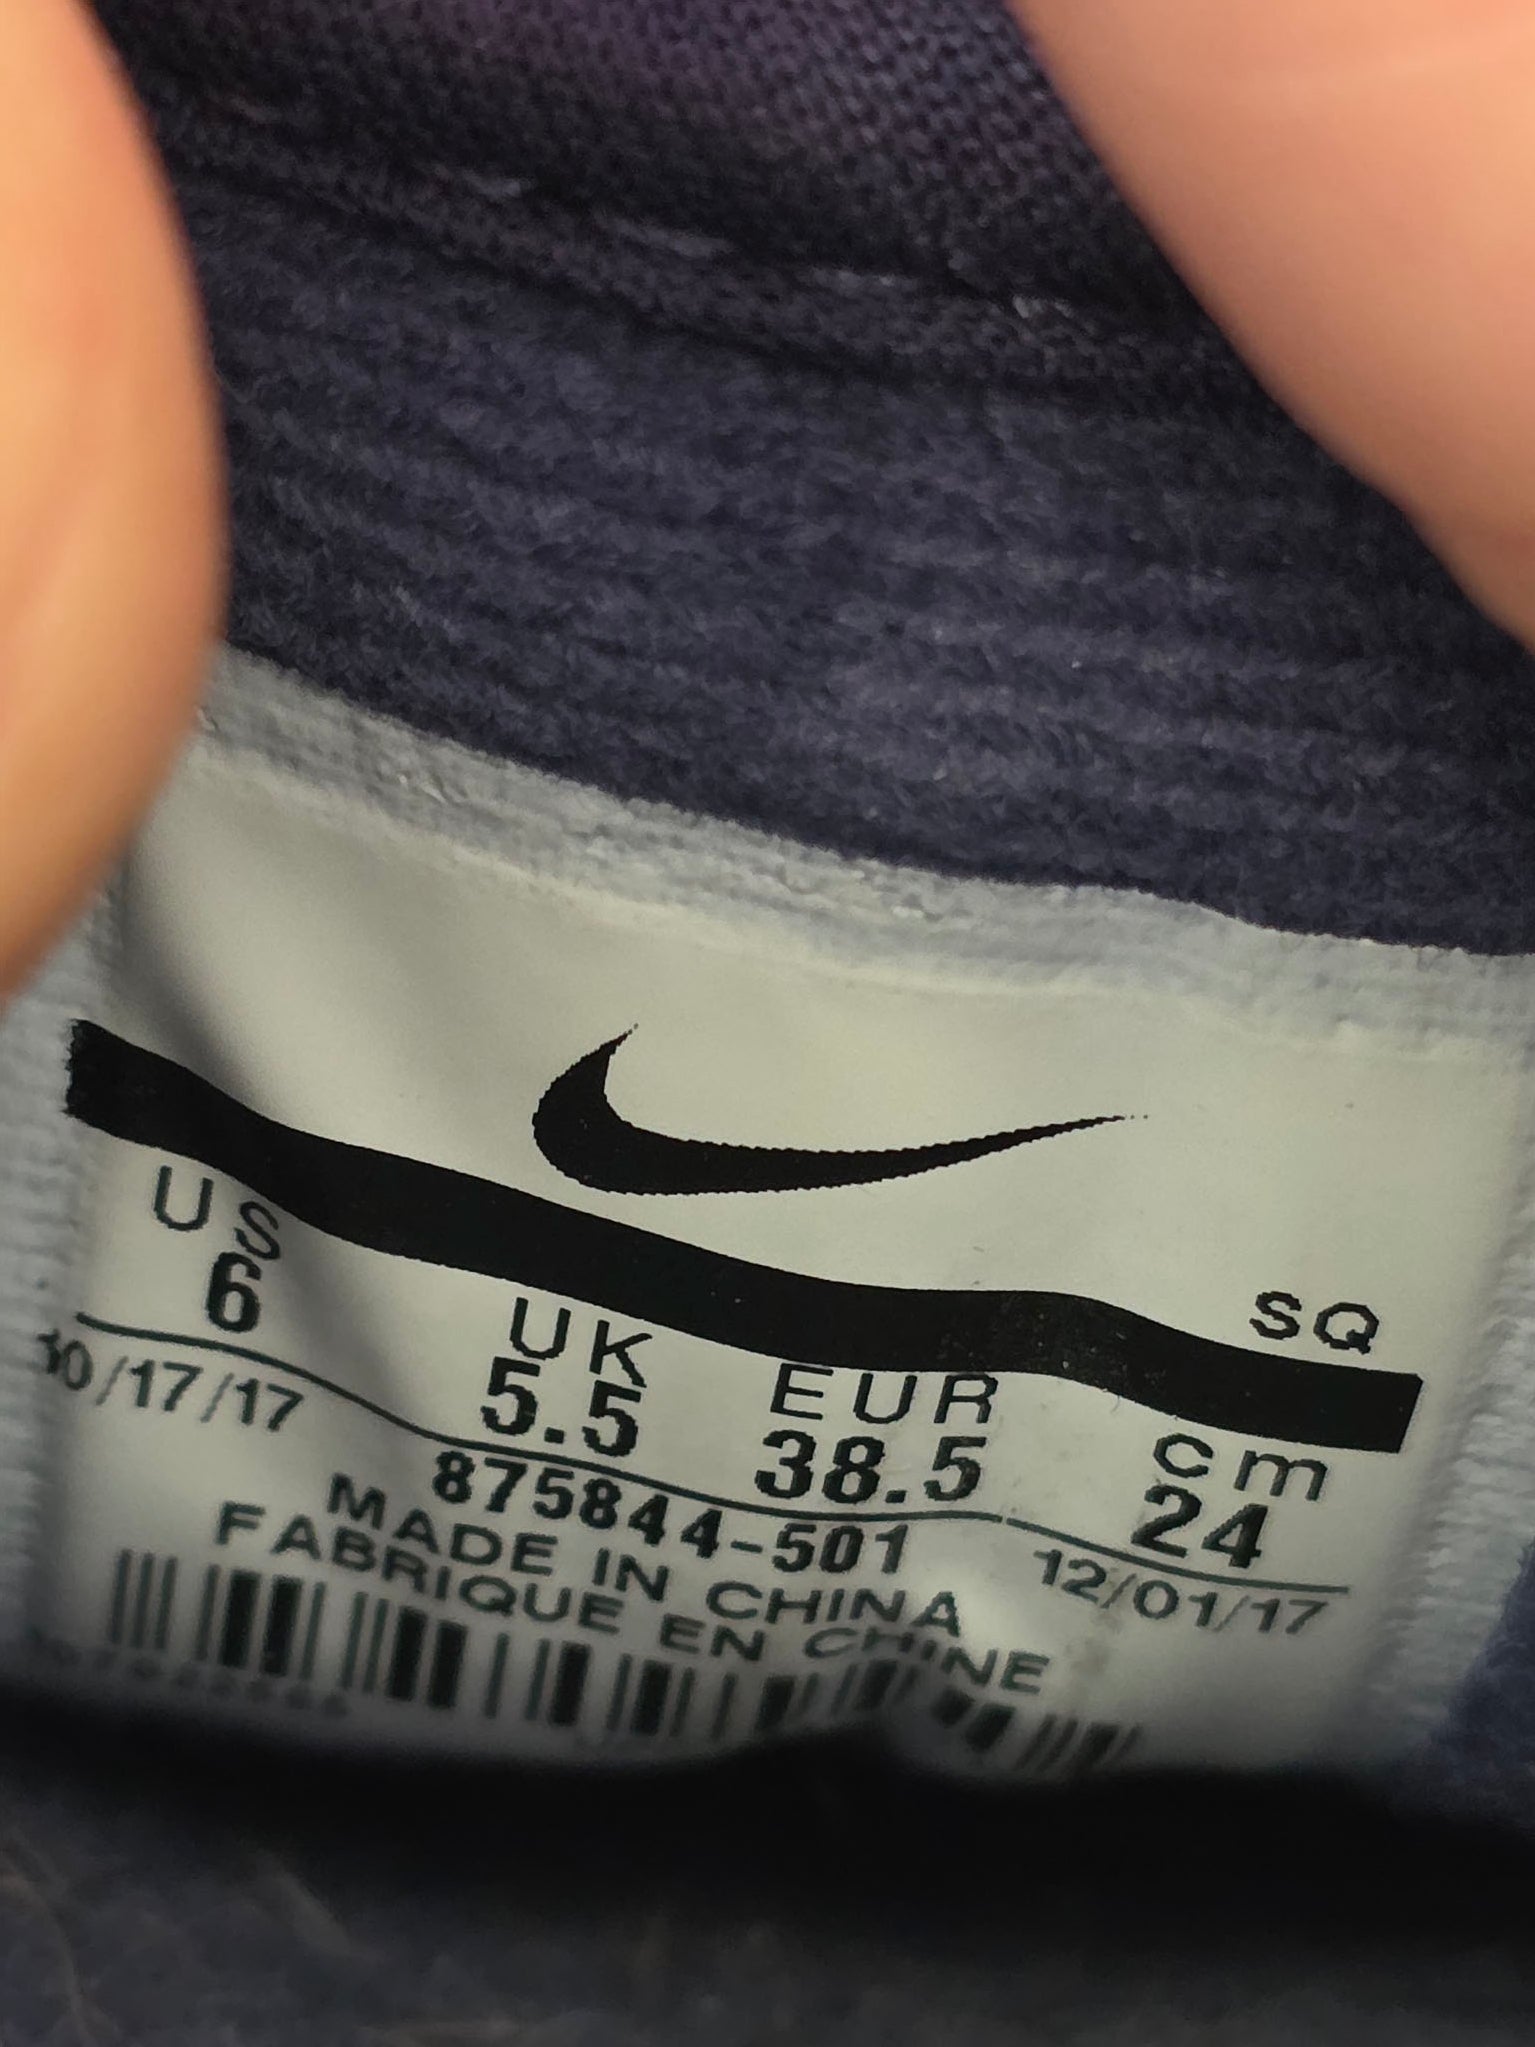 US UK EUR cm SQ
6 5.5 38.5 24
10/17/17 875844-501 12/01/17
MADE IN CHINA
FABRIQUE EN CHINE